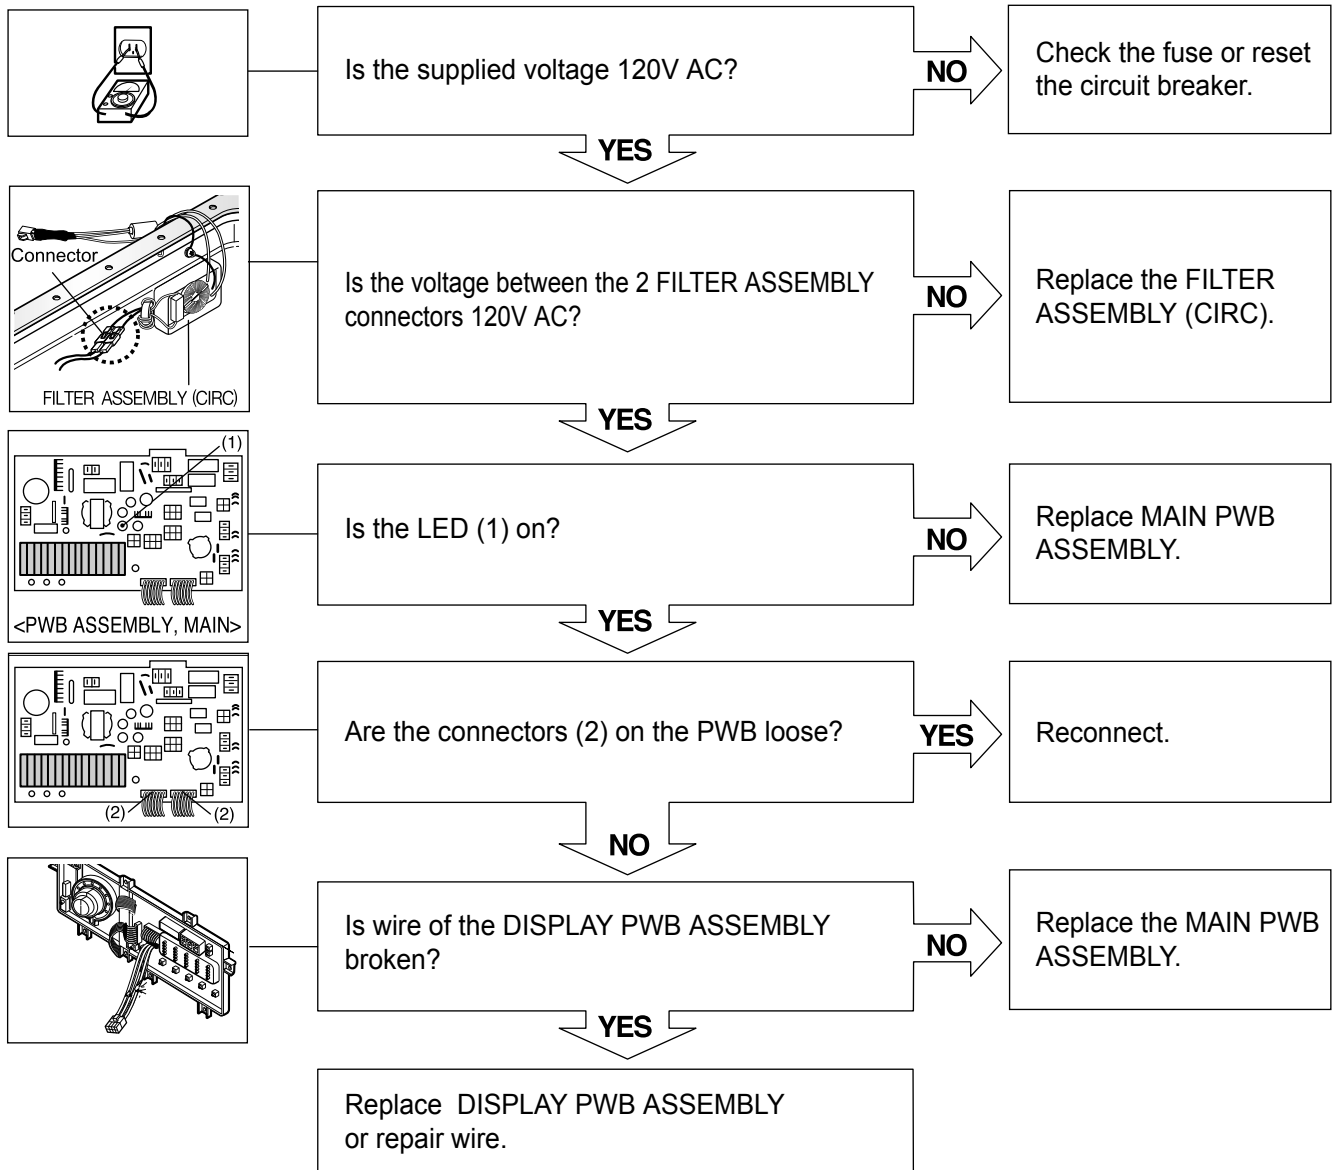 Is the supplied voltage 120V AC?
NO
Check the fuse or reset
the circuit breaker.
YES
Connector
FILTER ASSEMBLY (CIRC)
Is the voltage between the 2 FILTER ASSEMBLY
connectors 120V AC?
NO
Replace the FILTER
ASSEMBLY (CIRC).
YES
(1)
<PWB ASSEMBLY, MAIN>
Is the LED (1) on?
NO
Replace MAIN PWB
ASSEMBLY.
YES
(2)
(2)
Are the connectors (2) on the PWB loose?
YES
Reconnect.
NO
Is wire of the DISPLAY PWB ASSEMBLY
broken?
NO
Replace the MAIN PWB
ASSEMBLY.
YES
Replace DISPLAY PWB ASSEMBLY
or repair wire.